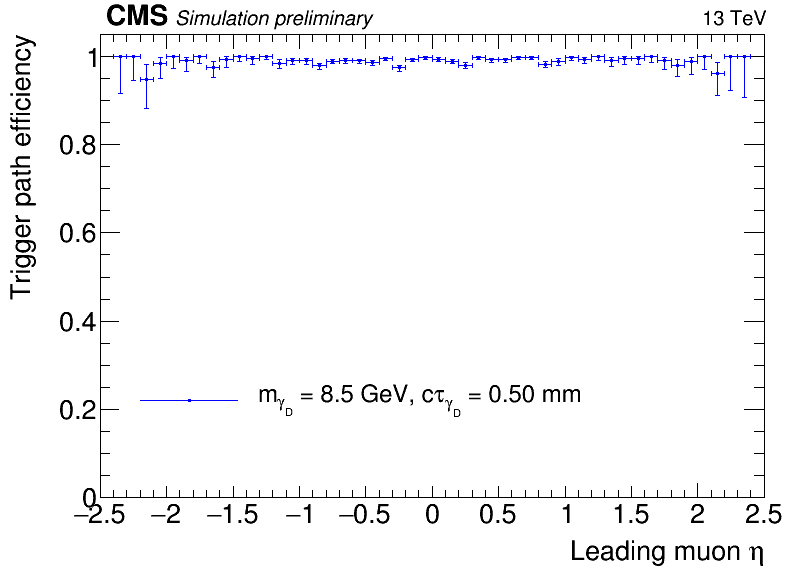 CMS Simulation preliminary 13 TeV
Trigger path efficiency
1
0.8
0.6
0.4
0.2
0
m_γ_D = 8.5 GeV, cτ_γ_D = 0.50 mm
−2.5 −2 −1.5 −1 −0.5 0 0.5 1 1.5 2 2.5
Leading muon η